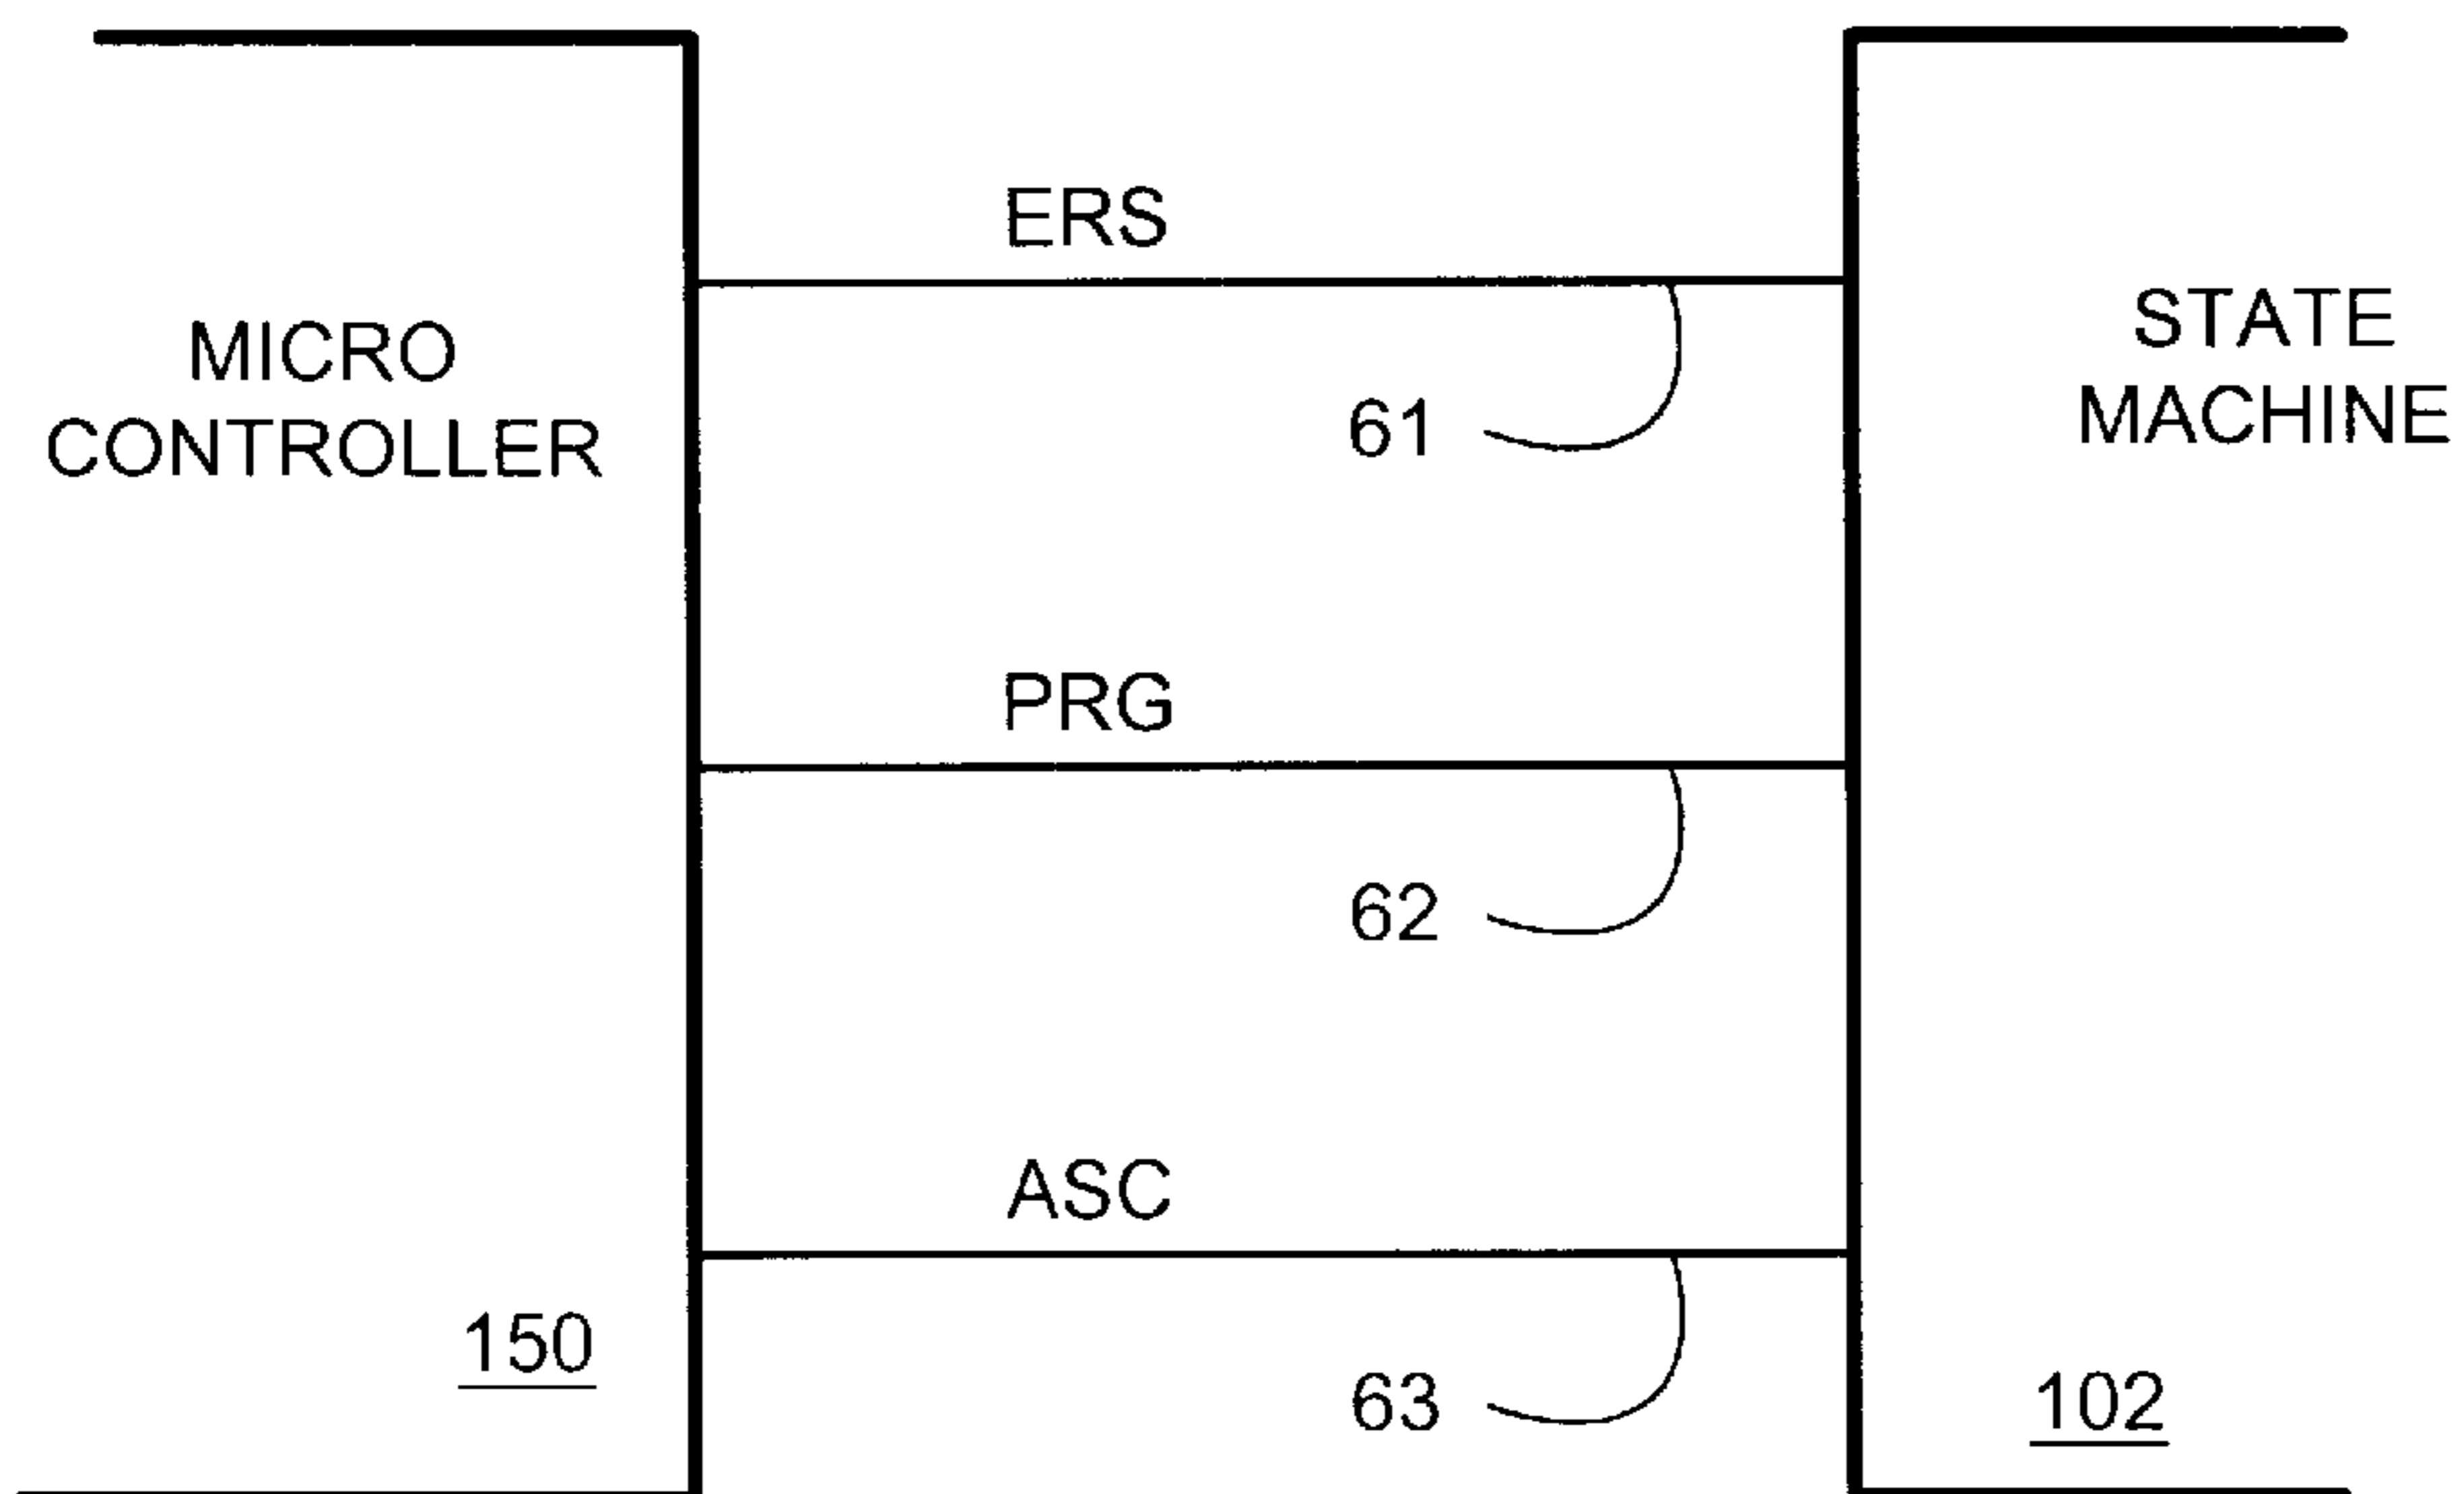 MICRO
CONTROLLER
150
ERS
61
PRG
62
ASC
63
STATE
MACHINE
102